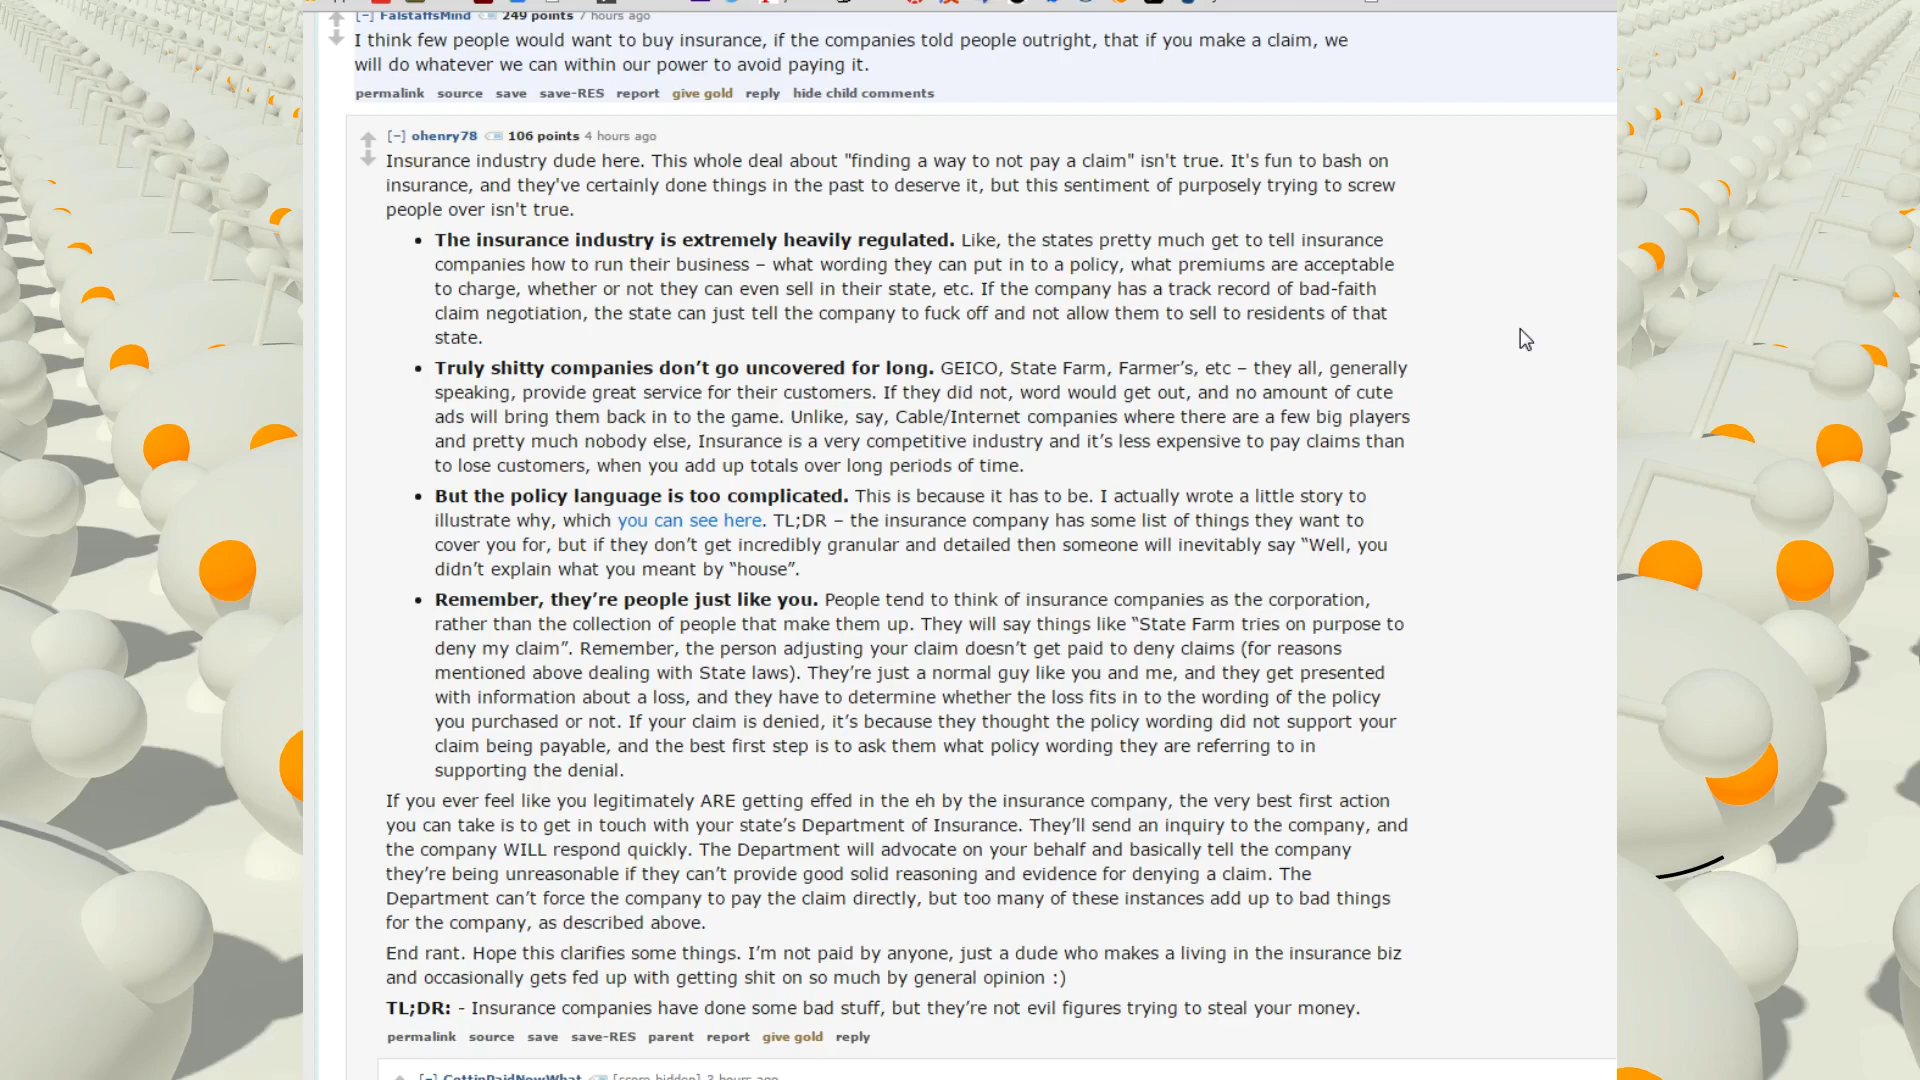 [−] FalstaffsMind 249 points 7 hours ago
I think few people would want to buy insurance, if the companies told people outright, that if you make a claim, we
will do whatever we can within our power to avoid paying it.
permalink source save save-RES report give gold reply hide child comments
[−] ohenry78 106 points 4 hours ago
Insurance industry dude here. This whole deal about "finding a way to not pay a claim" isn't true. It's fun to bash on
insurance, and they've certainly done things in the past to deserve it, but this sentiment of purposely trying to screw
people over isn't true.
• The insurance industry is extremely heavily regulated. Like, the states pretty much get to tell insurance
companies how to run their business – what wording they can put in to a policy, what premiums are acceptable
to charge, whether or not they can even sell in their state, etc. If the company has a track record of bad-faith
claim negotiation, the state can just tell the company to fuck off and not allow them to sell to residents of that
state.
• Truly shitty companies don’t go uncovered for long. GEICO, State Farm, Farmer’s, etc – they all, generally
speaking, provide great service for their customers. If they did not, word would get out, and no amount of cute
ads will bring them back in to the game. Unlike, say, Cable/Internet companies where there are a few big players
and pretty much nobody else, Insurance is a very competitive industry and it’s less expensive to pay claims than
to lose customers, when you add up totals over long periods of time.
• But the policy language is too complicated. This is because it has to be. I actually wrote a little story to
illustrate why, which you can see here. TL;DR – the insurance company has some list of things they want to
cover you for, but if they don’t get incredibly granular and detailed then someone will inevitably say “Well, you
didn’t explain what you meant by “house”.
• Remember, they’re people just like you. People tend to think of insurance companies as the corporation,
rather than the collection of people that make them up. They will say things like “State Farm tries on purpose to
deny my claim”. Remember, the person adjusting your claim doesn’t get paid to deny claims (for reasons
mentioned above dealing with State laws). They’re just a normal guy like you and me, and they get presented
with information about a loss, and they have to determine whether the loss fits in to the wording of the policy
you purchased or not. If your claim is denied, it’s because they thought the policy wording did not support your
claim being payable, and the best first step is to ask them what policy wording they are referring to in
supporting the denial.
If you ever feel like you legitimately ARE getting effed in the eh by the insurance company, the very best first action
you can take is to get in touch with your state’s Department of Insurance. They’ll send an inquiry to the company, and
the company WILL respond quickly. The Department will advocate on your behalf and basically tell the company
they’re being unreasonable if they can’t provide good solid reasoning and evidence for denying a claim. The
Department can’t force the company to pay the claim directly, but too many of these instances add up to bad things
for the company, as described above.
End rant. Hope this clarifies some things. I’m not paid by anyone, just a dude who makes a living in the insurance biz
and occasionally gets fed up with getting shit on so much by general opinion :)
TL;DR: - Insurance companies have done some bad stuff, but they’re not evil figures trying to steal your money.
permalink source save save-RES parent report give gold reply
[−] GettinPaidNowWhat [score hidden] 3 hours ago